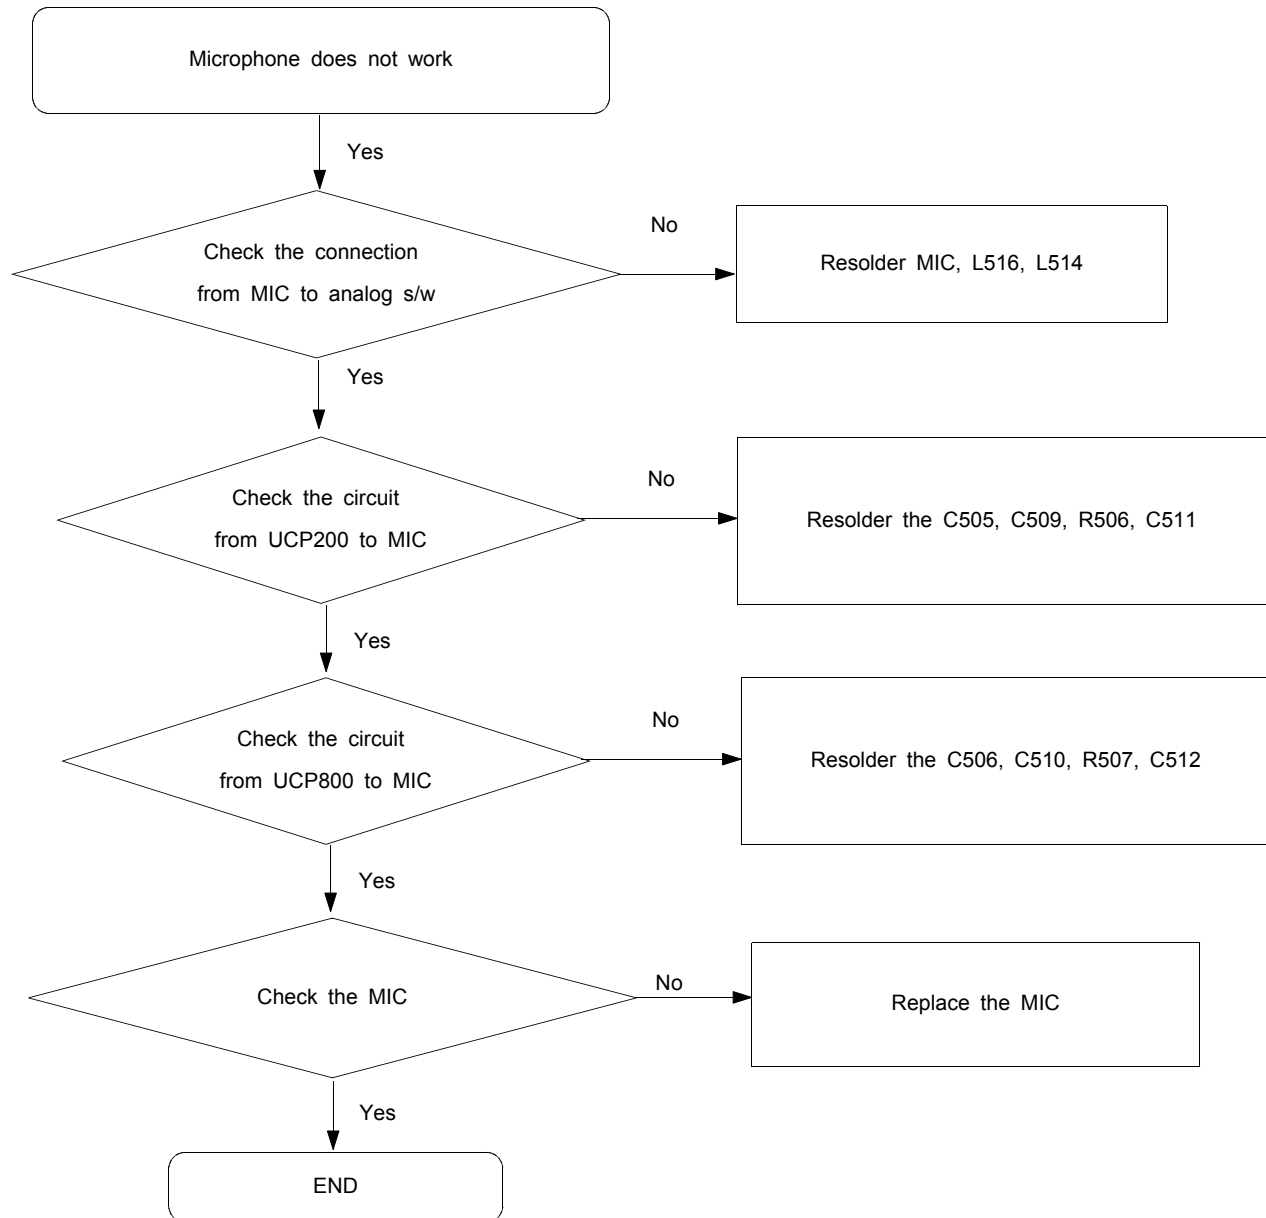 Microphone does not work
Yes
Check the connection
from MIC to analog s/w
No
Resolder MIC, L516, L514
Yes
Check the circuit
from UCP200 to MIC
No
Resolder the C505, C509, R506, C511
Yes
Check the circuit
from UCP800 to MIC
No
Resolder the C506, C510, R507, C512
Yes
Check the MIC
No
Replace the MIC
Yes
END